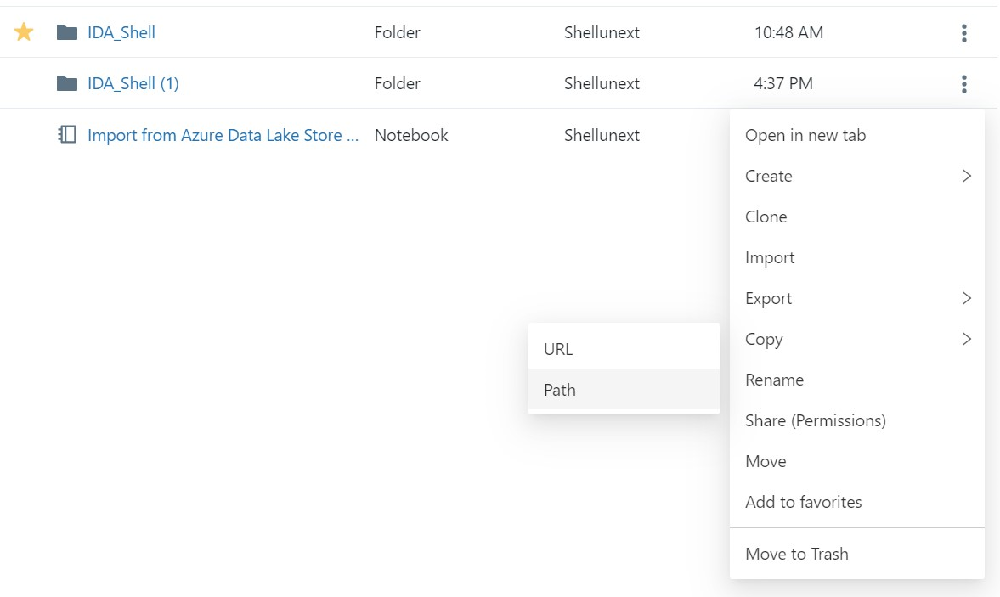 IDA_Shell Folder Shellunext 10:48 AM
IDA_Shell (1) Folder Shellunext 4:37 PM
Import from Azure Data Lake Store ... Notebook Shellunext
Open in new tab
Create
Clone
Import
Export
Copy
URL
Path
Rename
Share (Permissions)
Move
Add to favorites
Move to Trash